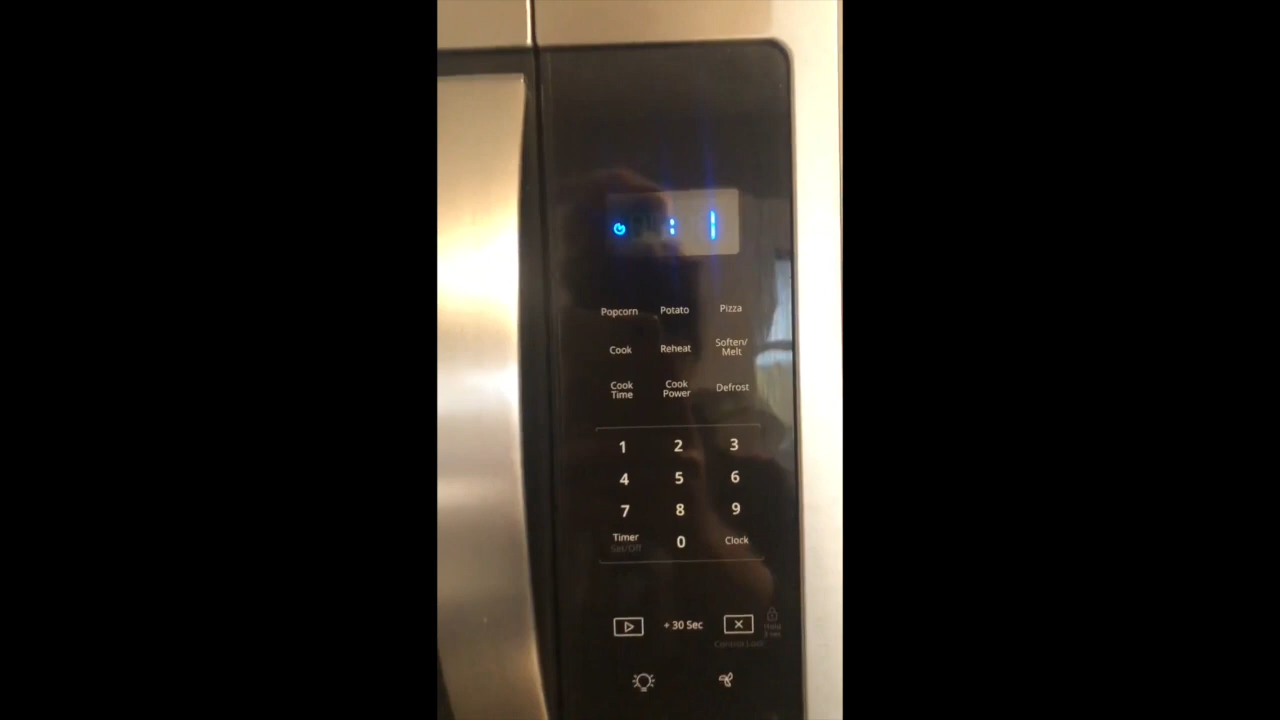 : 1
Popcorn Potato Pizza
Cook Reheat Soften/
Melt
Cook
Time Cook
Power Defrost
1 2 3
4 5 6
7 8 9
Timer 0 Clock
Set/Off
+ 30 Sec
Hold
3 sec
Control Lock